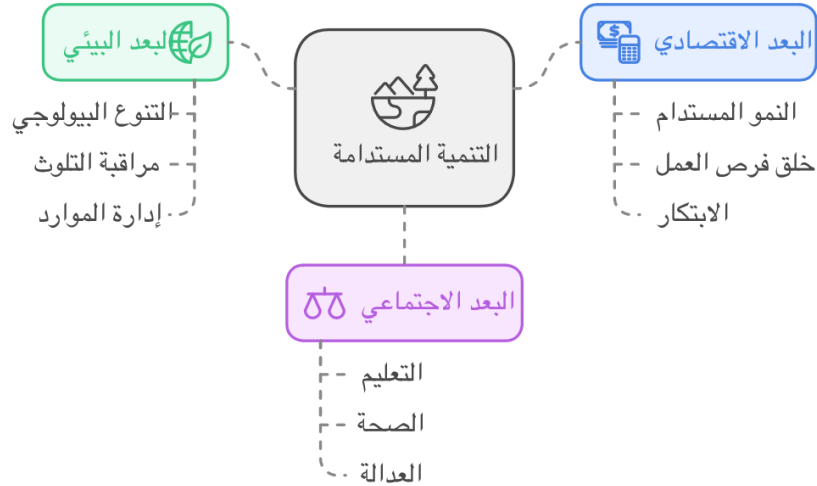 البعد الاقتصادي
النمو المستدام
خلق فرص العمل
الابتكار
التنمية المستدامة
لبعد البيئي
التنوع البيولوجي
مراقبة التلوث
إدارة الموارد
البعد الاجتماعي
التعليم
الصحة
العدالة